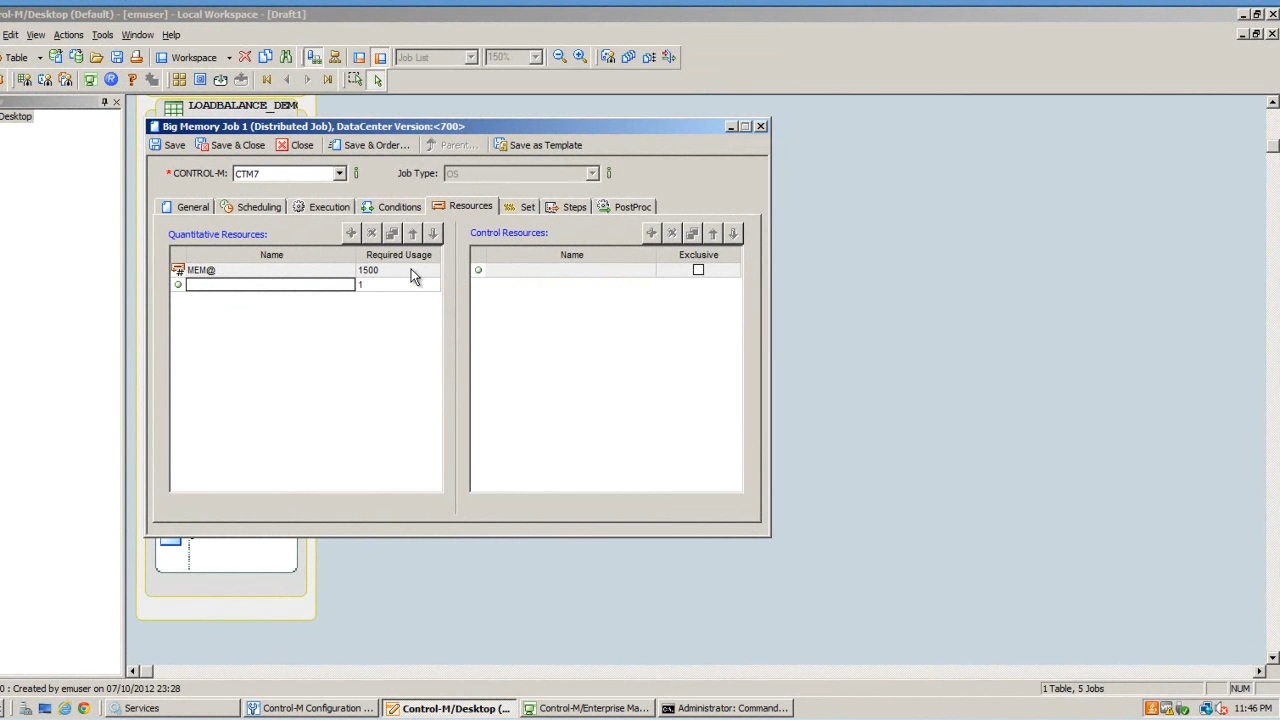 ntrol-M/Desktop (Default) - [emuser] - Local Workspace - [Draft1]
Edit View Actions Tools Window Help
Table Workspace Job List 150%
Desktop
LOADBALANCE_DEM
Big Memory Job 1 (Distributed Job), DataCenter Version:<700>
Save Save & Close Close Save & Order... Parent... Save as Template
* CONTROL-M: CTM7 Job Type: OS
General Scheduling Execution Conditions Resources Set Steps PostProc
Quantitative Resources: Control Resources:
Name Required Usage Name Exclusive
MEM@ 1500
1
0 : Created by emuser on 07/10/2012 23:28 1 Table, 5 Jobs NUM
Services Control-M Configuration ... Control-M/Desktop (... Control-M/Enterprise Ma... Administrator: Command... 11:46 PM